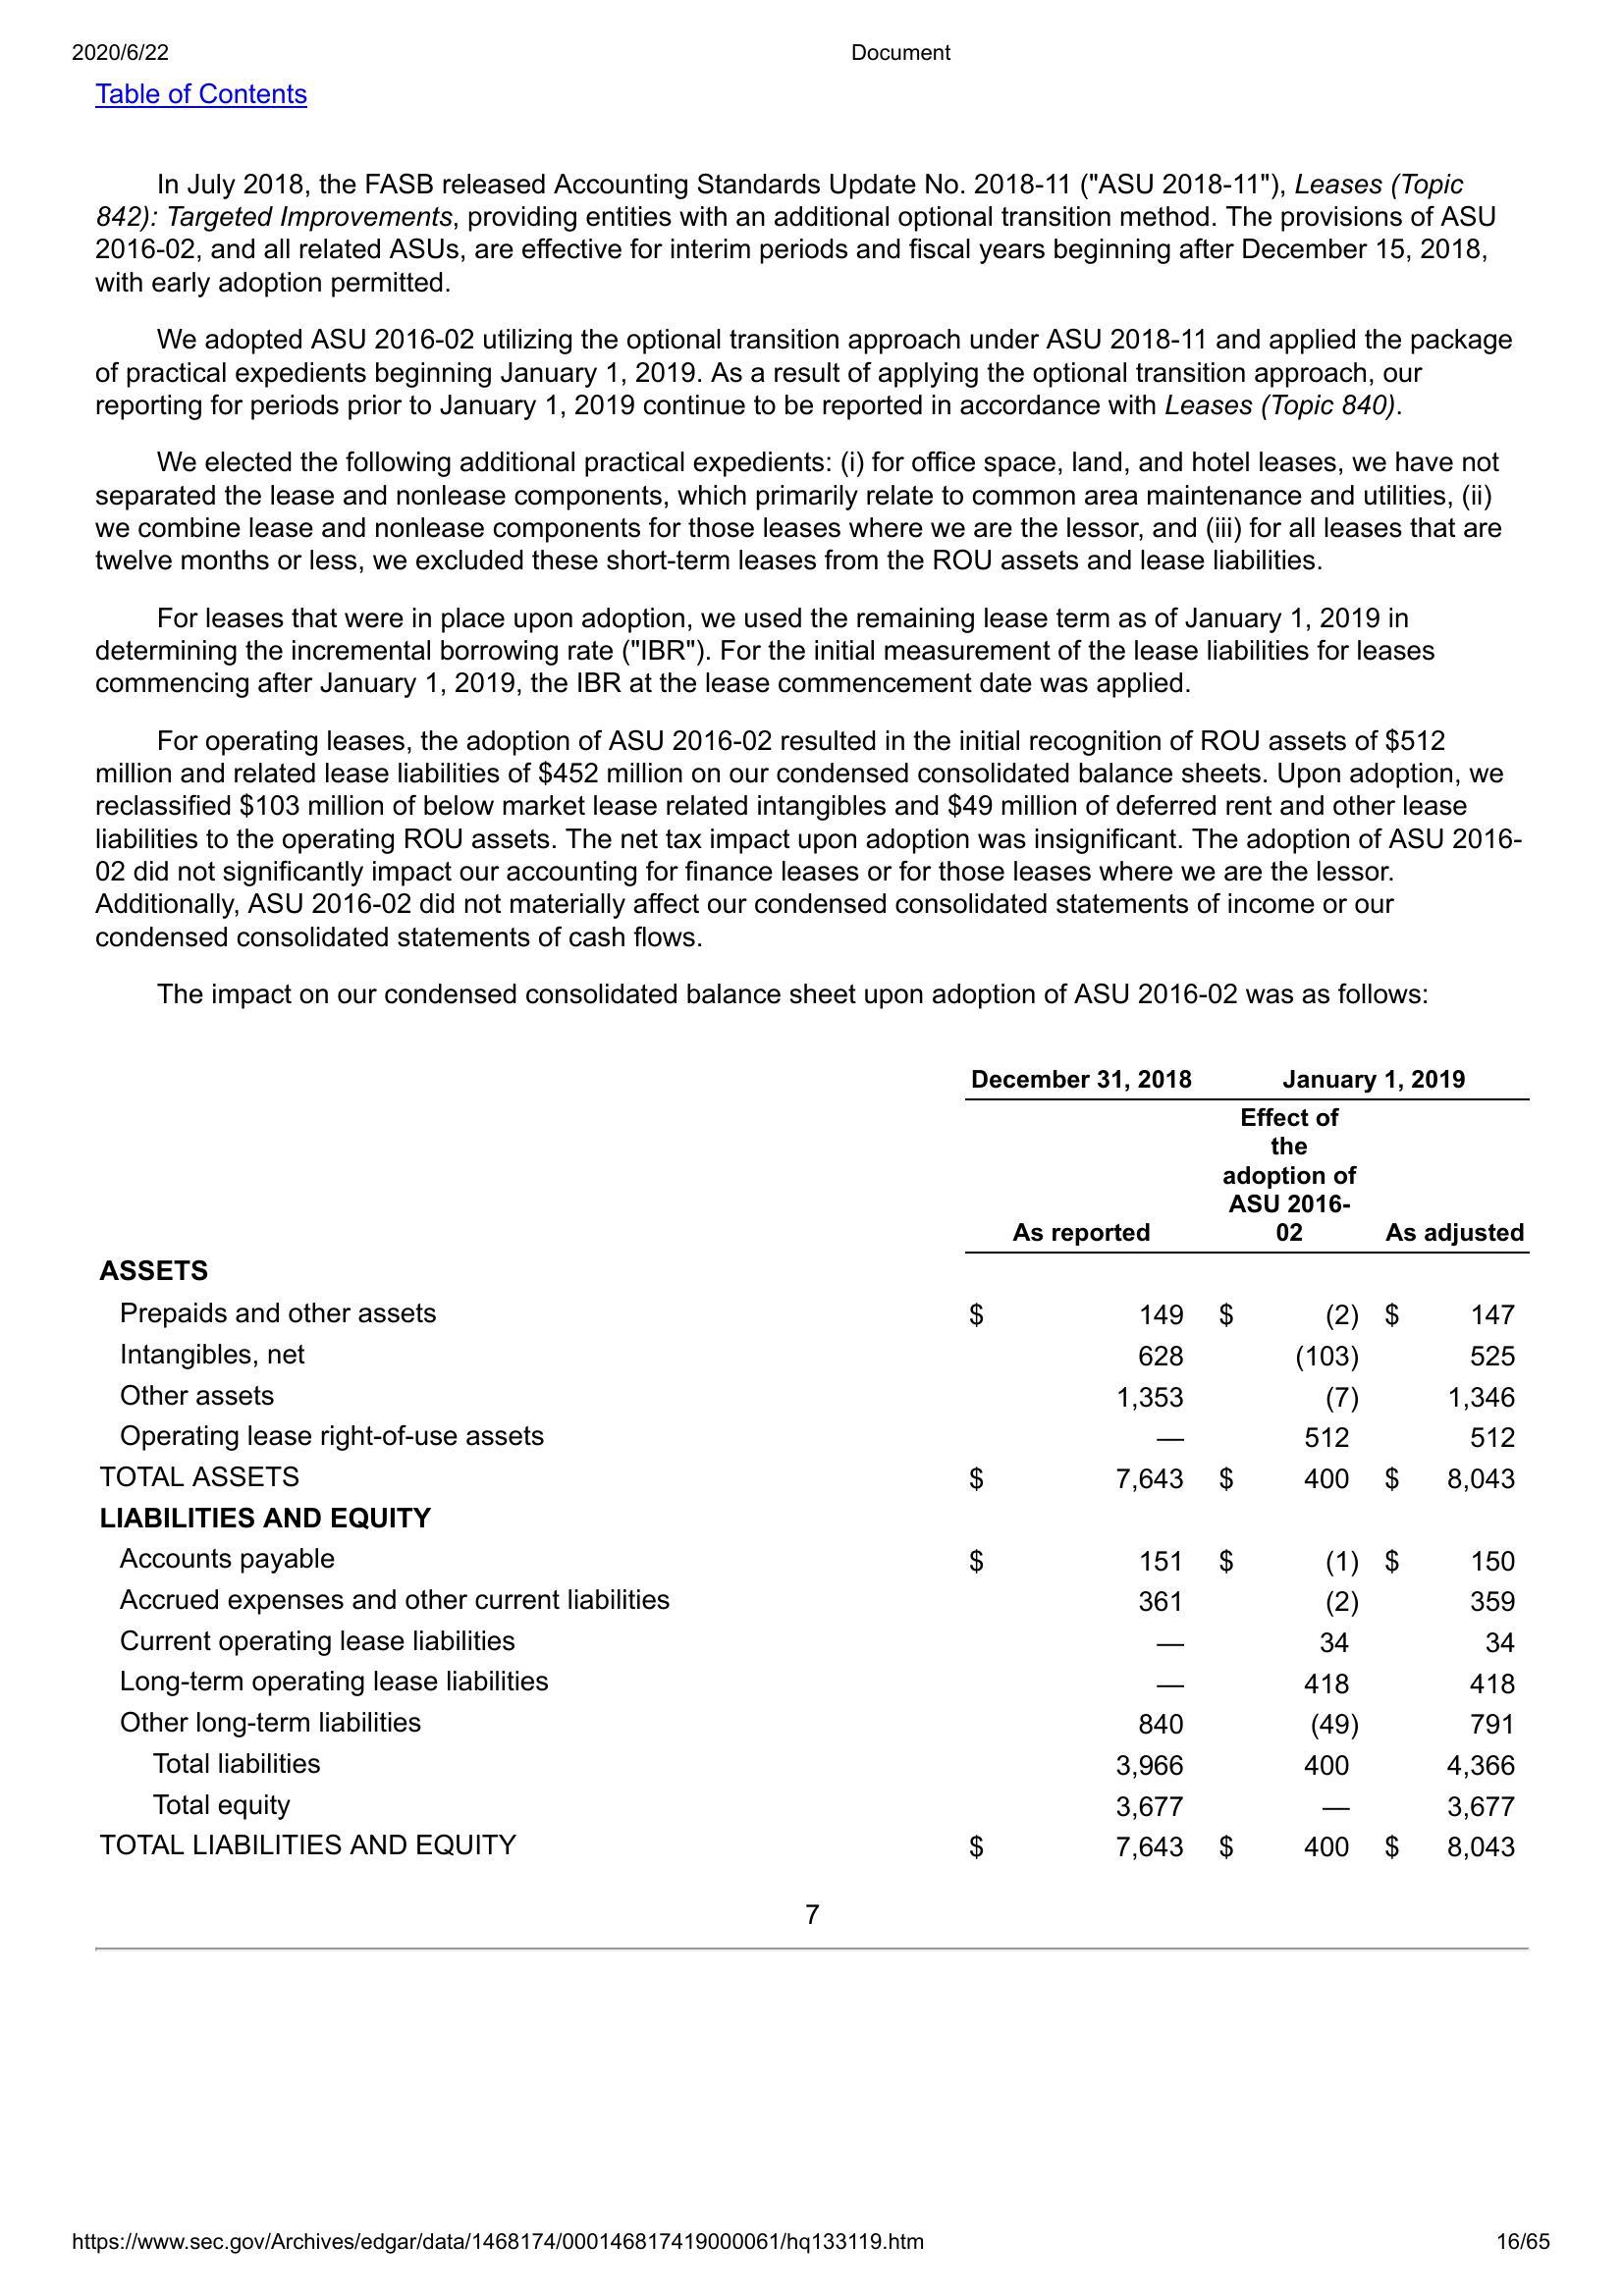 2020/6/22 Document
Table of Contents
In July 2018, the FASB released Accounting Standards Update No. 2018-11 ("ASU 2018-11"), Leases (Topic
842): Targeted Improvements, providing entities with an additional optional transition method. The provisions of ASU
2016-02, and all related ASUs, are effective for interim periods and fiscal years beginning after December 15, 2018,
with early adoption permitted.
We adopted ASU 2016-02 utilizing the optional transition approach under ASU 2018-11 and applied the package
of practical expedients beginning January 1, 2019. As a result of applying the optional transition approach, our
reporting for periods prior to January 1, 2019 continue to be reported in accordance with Leases (Topic 840).
We elected the following additional practical expedients: (i) for office space, land, and hotel leases, we have not
separated the lease and nonlease components, which primarily relate to common area maintenance and utilities, (ii)
we combine lease and nonlease components for those leases where we are the lessor, and (iii) for all leases that are
twelve months or less, we excluded these short-term leases from the ROU assets and lease liabilities.
For leases that were in place upon adoption, we used the remaining lease term as of January 1, 2019 in
determining the incremental borrowing rate ("IBR"). For the initial measurement of the lease liabilities for leases
commencing after January 1, 2019, the IBR at the lease commencement date was applied.
For operating leases, the adoption of ASU 2016-02 resulted in the initial recognition of ROU assets of $512
million and related lease liabilities of $452 million on our condensed consolidated balance sheets. Upon adoption, we
reclassified $103 million of below market lease related intangibles and $49 million of deferred rent and other lease
liabilities to the operating ROU assets. The net tax impact upon adoption was insignificant. The adoption of ASU 2016-
02 did not significantly impact our accounting for finance leases or for those leases where we are the lessor.
Additionally, ASU 2016-02 did not materially affect our condensed consolidated statements of income or our
condensed consolidated statements of cash flows.
The impact on our condensed consolidated balance sheet upon adoption of ASU 2016-02 was as follows:
December 31, 2018 January 1, 2019
Effect of
the
adoption of
ASU 2016-
As reported 02 As adjusted
ASSETS
Prepaids and other assets $ 149 $ (2) $ 147
Intangibles, net 628 (103) 525
Other assets 1,353 (7) 1,346
Operating lease right-of-use assets — 512 512
TOTAL ASSETS $ 7,643 $ 400 $ 8,043
LIABILITIES AND EQUITY
Accounts payable $ 151 $ (1) $ 150
Accrued expenses and other current liabilities 361 (2) 359
Current operating lease liabilities — 34 34
Long-term operating lease liabilities — 418 418
Other long-term liabilities 840 (49) 791
Total liabilities 3,966 400 4,366
Total equity 3,677 — 3,677
TOTAL LIABILITIES AND EQUITY $ 7,643 $ 400 $ 8,043
7
https://www.sec.gov/Archives/edgar/data/1468174/000146817419000061/hq133119.htm 16/65